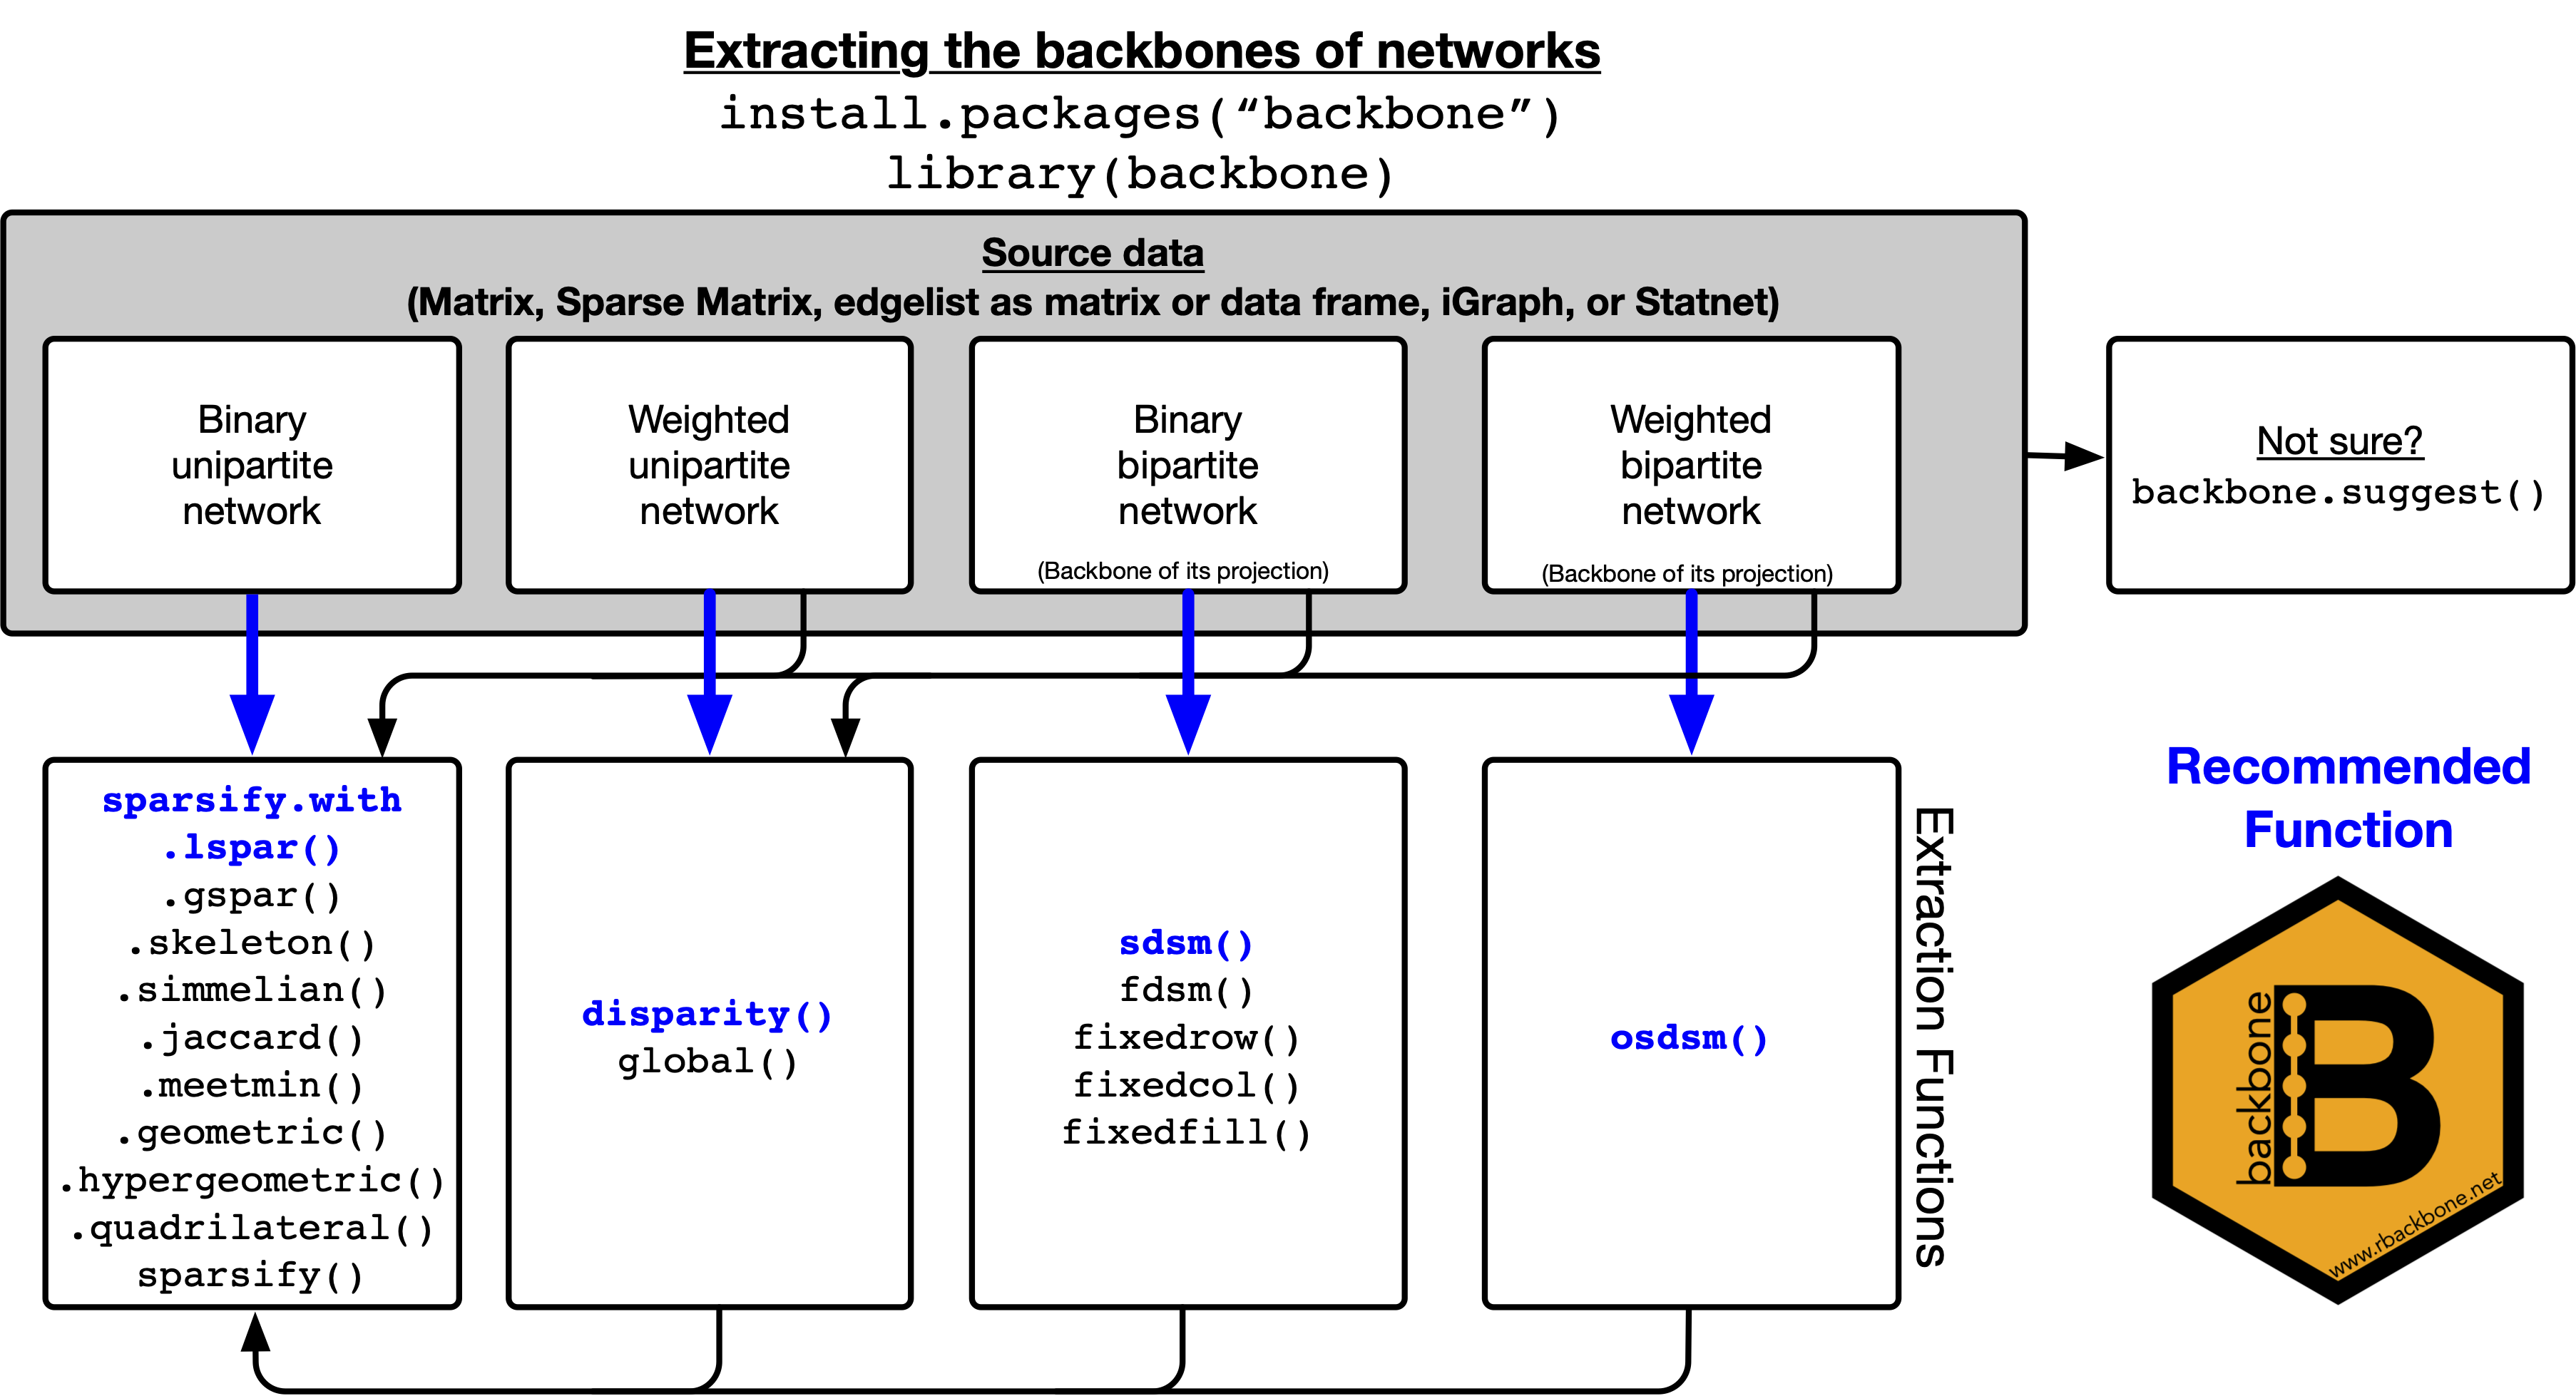 Extracting the backbones of networks
install.packages(“backbone”)
library(backbone)
Source data
(Matrix, Sparse Matrix, edgelist as matrix or data frame, iGraph, or Statnet)
Binary
unipartite
network
Weighted
unipartite
network
Binary
bipartite
network
(Backbone of its projection)
Weighted
bipartite
network
(Backbone of its projection)
Not sure?
backbone.suggest()
sparsify.with
.lspar()
.gspar()
.skeleton()
.simmelian()
.jaccard()
.meetmin()
.geometric()
.hypergeometric()
.quadrilateral()
sparsify()
disparity()
global()
sdsm()
fdsm()
fixedrow()
fixedcol()
fixedfill()
osdsm()
Extraction Functions
Recommended
Function
backbone
B
www.rbackbone.net